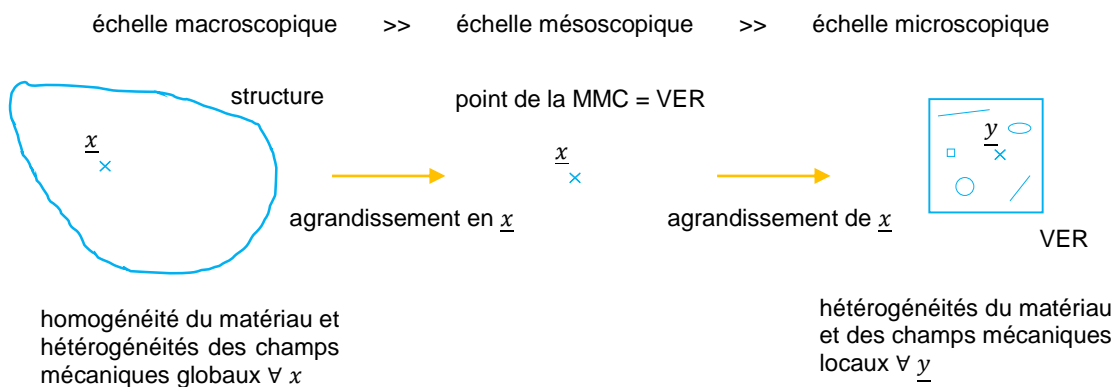 échelle macroscopique >> échelle mésoscopique >> échelle microscopique
structure
point de la MMC = VER
x
x
y
agrandissement en x
agrandissement de x
VER
homogénéité du matériau et
hétérogénéités des champs
mécaniques globaux ∀ x
hétérogénéités du matériau
et des champs mécaniques
locaux ∀ y